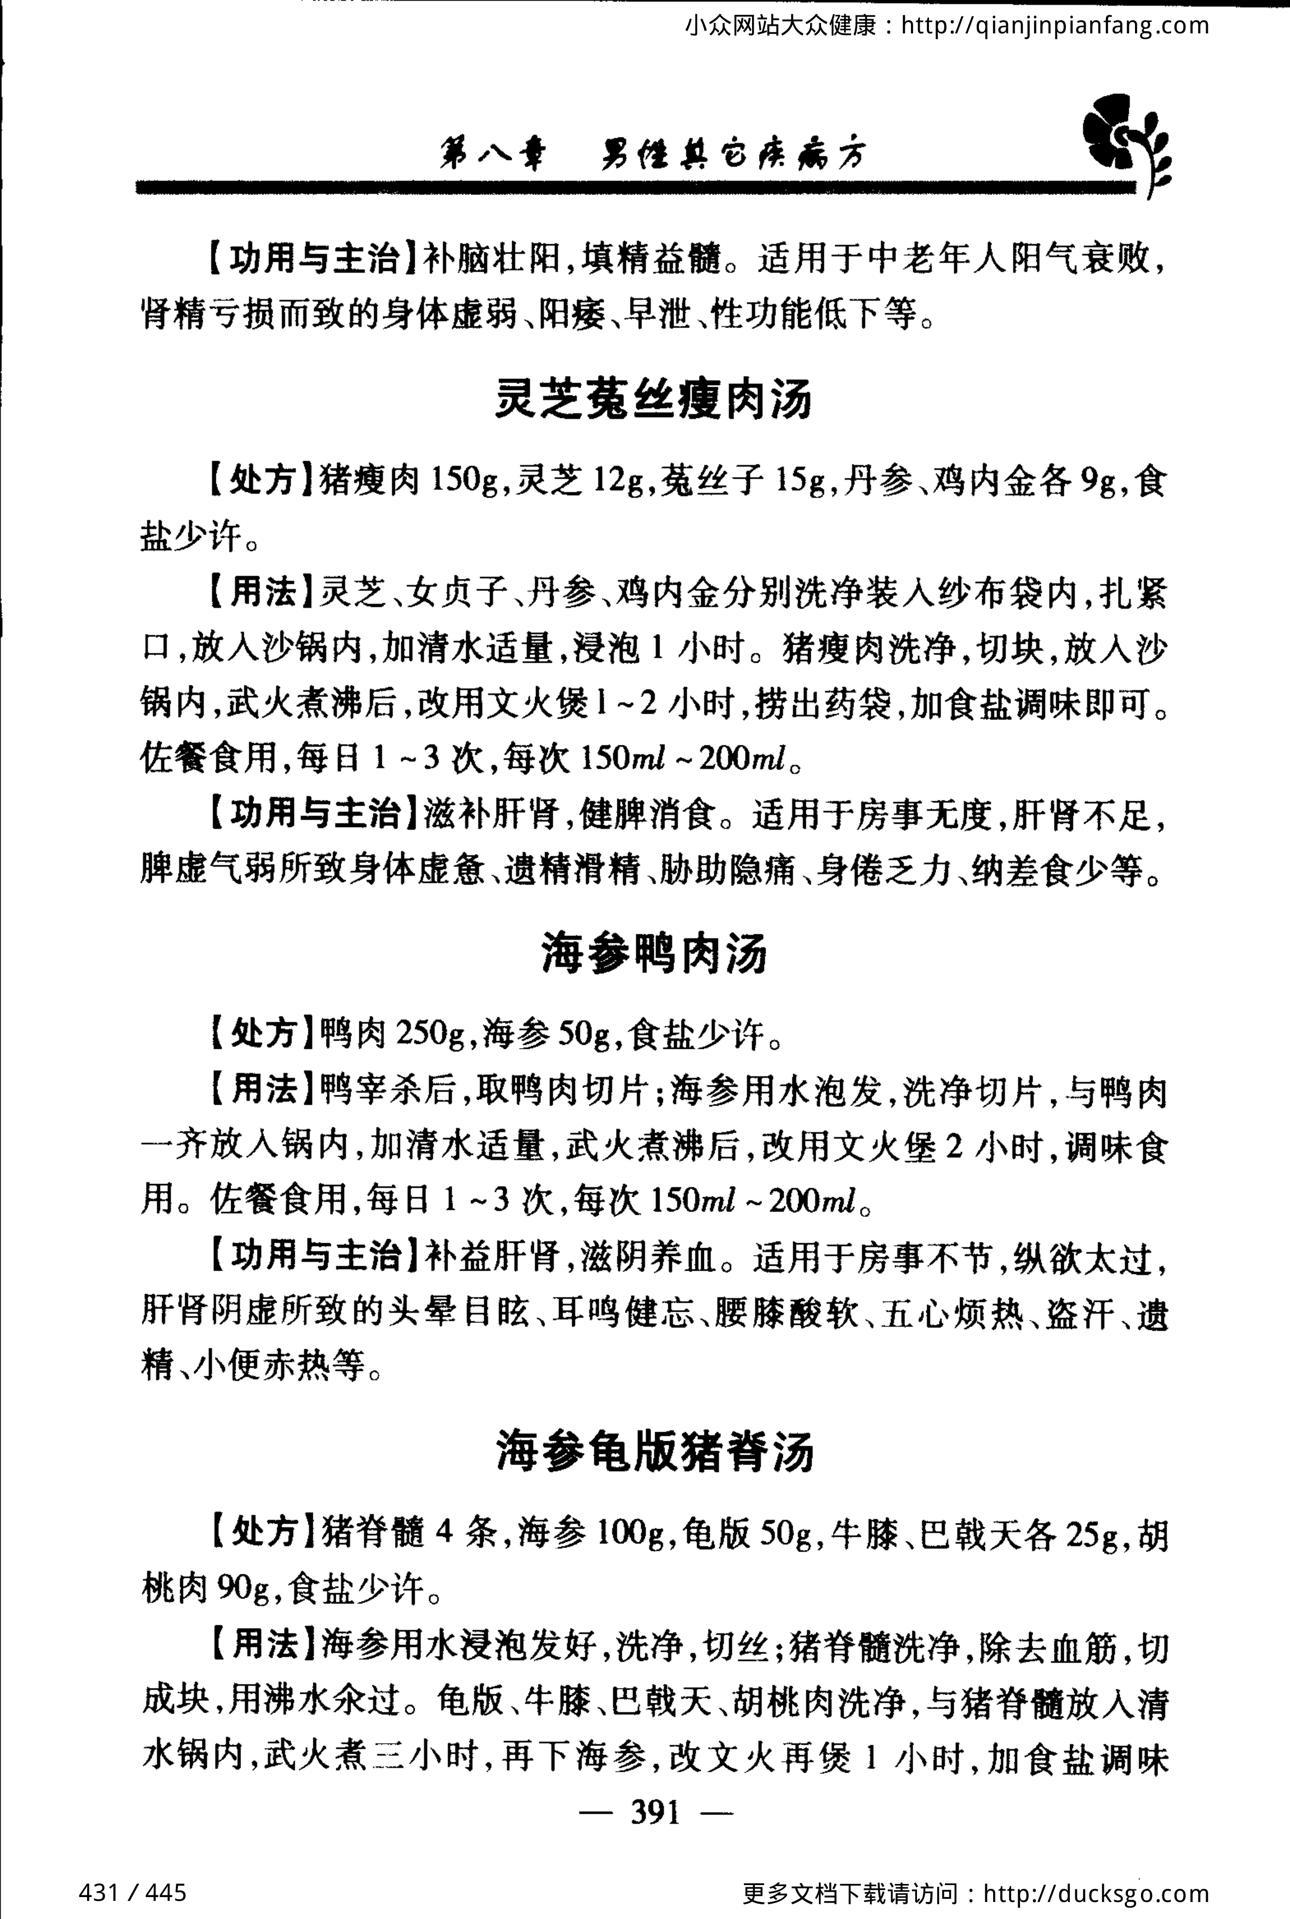 小众网站大众健康：http://qianjinpianfang.com
第八章 男性其它疾病方
【功用与主治】补脑壮阳,填精益髓。适用于中老年人阳气衰败,
肾精亏损而致的身体虚弱、阳痿、早泄、性功能低下等。
灵芝菟丝瘦肉汤
【处方】猪瘦肉 150g,灵芝 12g,菟丝子 15g,丹参、鸡内金各 9g,食
盐少许。
【用法】灵芝、女贞子、丹参、鸡内金分别洗净装入纱布袋内,扎紧
口,放入沙锅内,加清水适量,浸泡 1 小时。猪瘦肉洗净,切块,放入沙
锅内,武火煮沸后,改用文火煲 1～2 小时,捞出药袋,加食盐调味即可。
佐餐食用,每日 1～3 次,每次 150ml～200ml。
【功用与主治】滋补肝肾,健脾消食。适用于房事无度,肝肾不足,
脾虚气弱所致身体虚惫、遗精滑精、胁助隐痛、身倦乏力、纳差食少等。
海参鸭肉汤
【处方】鸭肉 250g,海参 50g,食盐少许。
【用法】鸭宰杀后,取鸭肉切片;海参用水泡发,洗净切片,与鸭肉
一齐放入锅内,加清水适量,武火煮沸后,改用文火堡 2 小时,调味食
用。佐餐食用,每日 1～3 次,每次 150ml～200ml。
【功用与主治】补益肝肾,滋阴养血。适用于房事不节,纵欲太过,
肝肾阴虚所致的头晕目眩、耳鸣健忘、腰膝酸软、五心烦热、盗汗、遗
精、小便赤热等。
海参龟版猪脊汤
【处方】猪脊髓 4 条,海参 100g,龟版 50g,牛膝、巴戟天各 25g,胡
桃肉 90g,食盐少许。
【用法】海参用水浸泡发好,洗净,切丝;猪脊髓洗净,除去血筋,切
成块,用沸水氽过。龟版、牛膝、巴戟天、胡桃肉洗净,与猪脊髓放入清
水锅内,武火煮三小时,再下海参,改文火再煲 1 小时,加食盐调味
— 391 —
431 / 445
更多文档下载请访问：http://ducksgo.com